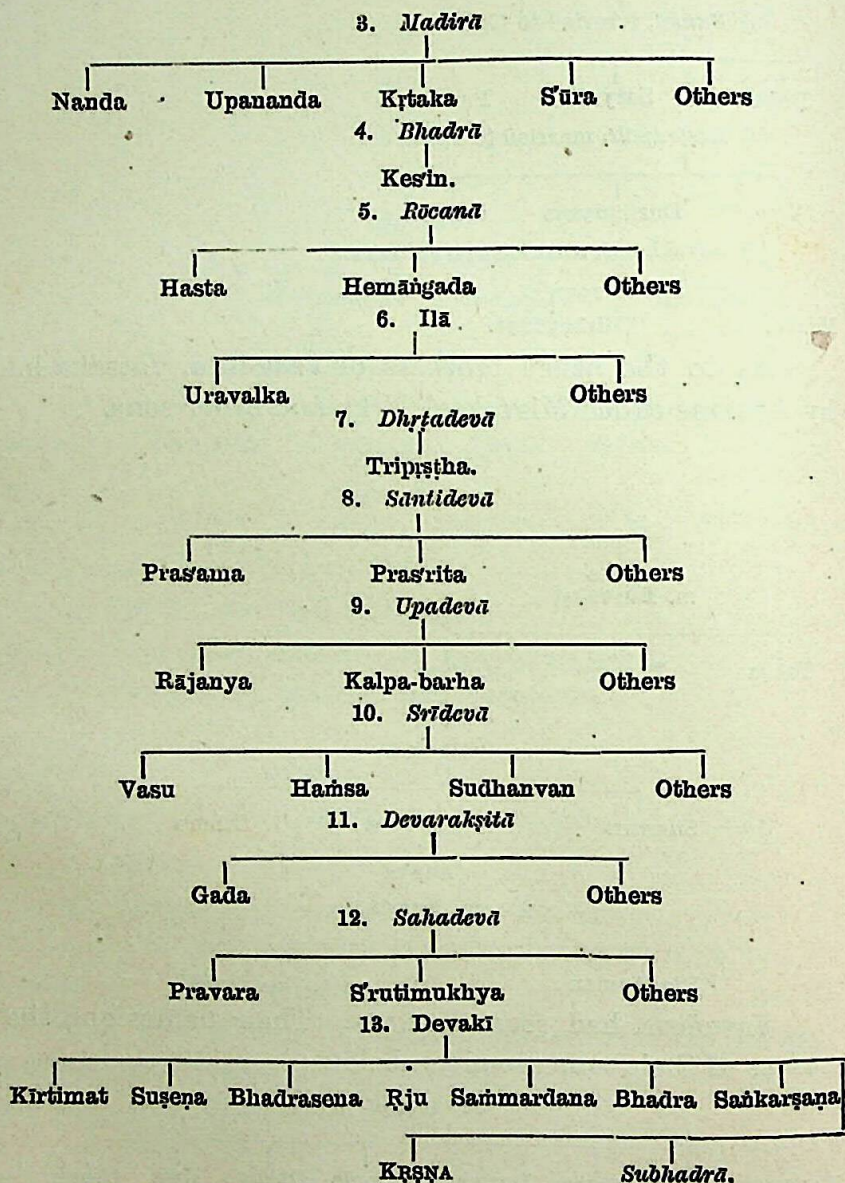 3. Madirā
Nanda Upananda Kṛtaka S'ūra Others
4. Bhadrā
Kes'in.
5. Rōcanā
Hasta Hemāṅgada Others
6. Ilā
Uravalka Others
7. Dhṛtadevā
Tripṛṣṭha.
8. Sāntidevā
Pras'ama Pras'rita Others
9. Upadevā
Rājanya Kalpa-barha Others
10. Srīdevā
Vasu Haṁsa Sudhanvan Others
11. Devarakṣitā
Gada Others
12. Sahadevā
Pravara S'rutimukhya Others
13. Devakī
Kīrtimat Suṣeṇa Bhadrasena Ṛju Saṁmardana Bhadra Saṅkarṣaṇa
KṚṢṆA Subhadrā.